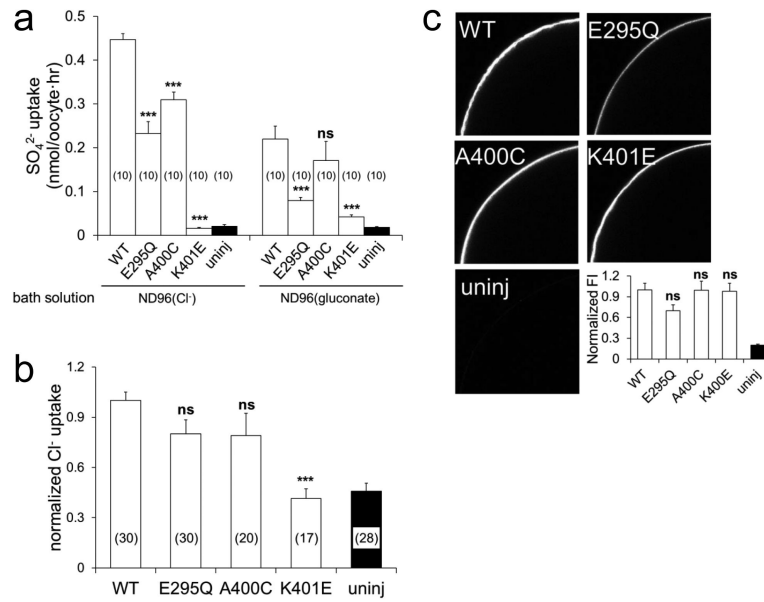 a
SO₄²⁻ uptake
(nmol/oocyte·hr)
0.5
0.4
0.3
0.2
0.1
0
***
***
***
ns
***
***
(10) (10) (10) (10) (10)
(10) (10) (10) (10)
WT E295Q A400C K401E uninj
WT E295Q A400C K401E uninj
bath solution ND96(Cl⁻) ND96(gluconate)
b
normalized Cl⁻ uptake
1.2
0.9
0.6
0.3
0
ns
ns
***
(30) (30) (20) (17) (28)
WT E295Q A400C K401E uninj
c
WT E295Q
A400C K401E
uninj
Normalized FI
1.2
0.9
0.6
0.3
0
ns
ns
ns
WT E295Q A400C K400E uninj